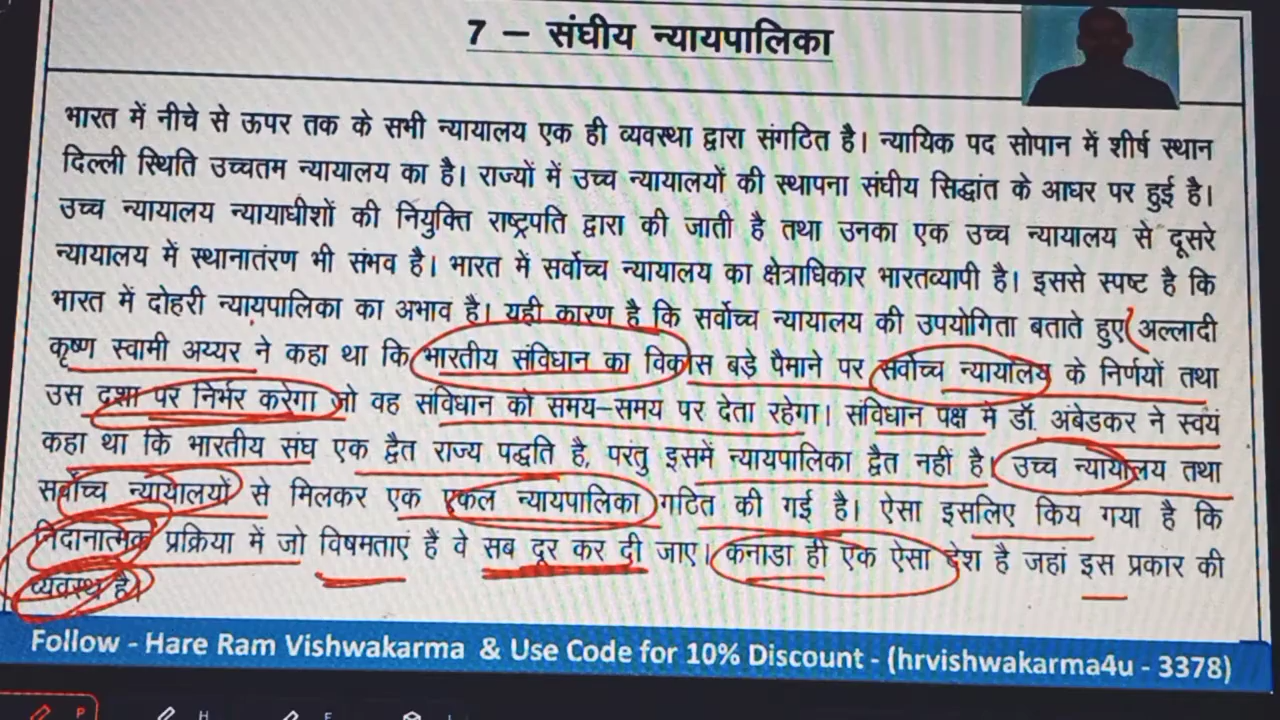 7 – संघीय न्यायपालिका
भारत में नीचे से ऊपर तक के सभी न्यायालय एक ही व्यवस्था द्वारा संगटित है। न्यायिक पद सोपान में शीर्ष स्थान
दिल्ली स्थिति उच्चतम न्यायालय का है। राज्यों में उच्च न्यायालयों की स्थापना संघीय सिद्धांत के आधर पर हुई है।
उच्च न्यायालय न्यायाधीशों की नियुक्ति राष्ट्रपति द्वारा की जाती है तथा उनका एक उच्च न्यायालय से दूसरे
न्यायालय में स्थानातंरण भी संभव है। भारत में सर्वोच्च न्यायालय का क्षेत्राधिकार भारतव्यापी है। इससे स्पष्ट है कि
भारत में दोहरी न्यायपालिका का अभाव है। यही कारण है कि सर्वोच्च न्यायालय की उपयोगिता बताते हुए अल्लादी
कृष्ण स्वामी अय्यर ने कहा था कि भारतीय संविधान का विकास बड़े पैमाने पर सर्वोच्च न्यायालय के निर्णयों तथा
उस दशा पर निर्भर करेगा जो वह संविधान को समय–समय पर देता रहेगा। संविधान पक्ष में डॉ. अंबेडकर ने स्वयं
कहा था कि भारतीय संघ एक द्वैत राज्य पद्धति है, परंतु इसमें न्यायपालिका द्वैत नहीं है। उच्च न्यायालय तथा
सर्वोच्च न्यायालयों से मिलकर एक एकल न्यायपालिका गटित की गई है। ऐसा इसलिए किय गया है कि
निदानात्मक प्रक्रिया में जो विषमताएं हैं वे सब दूर कर दी जाए। कनाडा ही एक ऐसा देश है जहां इस प्रकार की
व्यवस्थ है।
Follow - Hare Ram Vishwakarma & Use Code for 10% Discount - (hrvishwakarma4u - 3378)
P H F